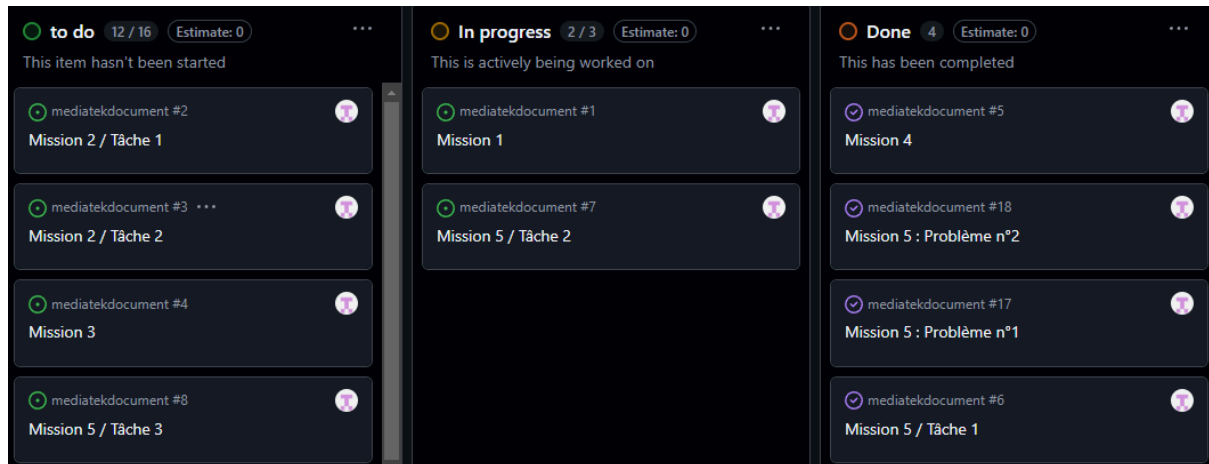 to do 12 / 16 Estimate: 0
This item hasn't been started
mediatekdocument #2
Mission 2 / Tâche 1
mediatekdocument #3
Mission 2 / Tâche 2
mediatekdocument #4
Mission 3
mediatekdocument #8
Mission 5 / Tâche 3
In progress 2 / 3 Estimate: 0
This is actively being worked on
mediatekdocument #1
Mission 1
mediatekdocument #7
Mission 5 / Tâche 2
Done 4 Estimate: 0
This has been completed
mediatekdocument #5
Mission 4
mediatekdocument #18
Mission 5 : Problème n°2
mediatekdocument #17
Mission 5 : Problème n°1
mediatekdocument #6
Mission 5 / Tâche 1